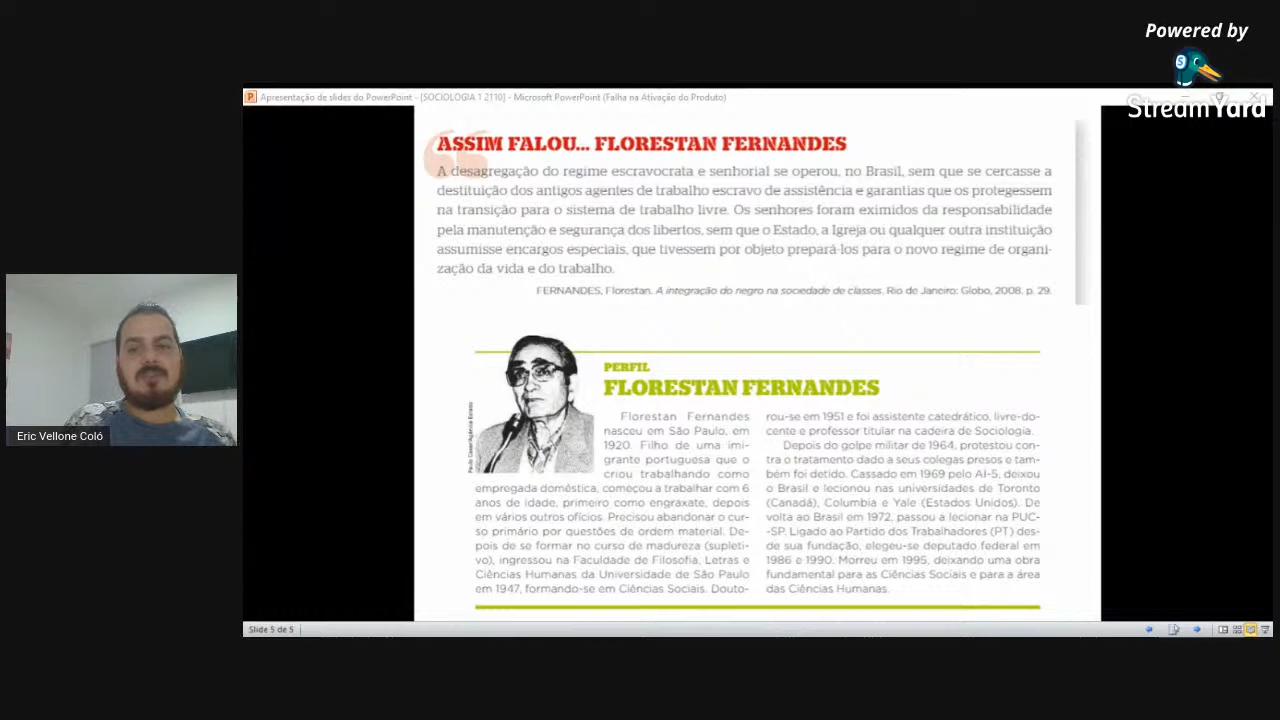 Powered by
StreamYard
Apresentação de slides do PowerPoint - [SOCIOLOGIA 1 2110] - Microsoft PowerPoint (Falha na Ativação do Produto)
ASSIM FALOU... FLORESTAN FERNANDES
A desagregação do regime escravocrata e senhorial se operou, no Brasil, sem que se cercasse a
destituição dos antigos agentes de trabalho escravo de assistência e garantias que os protegessem
na transição para o sistema de trabalho livre. Os senhores foram eximidos da responsabilidade
pela manutenção e segurança dos libertos, sem que o Estado, a Igreja ou qualquer outra instituição
assumisse encargos especiais, que tivessem por objeto prepará-los para o novo regime de organi-
zação da vida e do trabalho.
FERNANDES, Florestan. A integração do negro na sociedade de classes. Rio de Janeiro: Globo, 2008. p. 29.
PERFIL
FLORESTAN FERNANDES
Florestan Fernandes
nasceu em São Paulo, em
1920. Filho de uma imi-
grante portuguesa que o
criou trabalhando como
empregada doméstica, começou a trabalhar com 6
anos de idade, primeiro como engraxate, depois
em vários outros ofícios. Precisou abandonar o cur-
so primário por questões de ordem material. De-
pois de se formar no curso de madureza (supleti-
vo), ingressou na Faculdade de Filosofia, Letras e
Ciências Humanas da Universidade de São Paulo
em 1947, formando-se em Ciências Sociais. Douto-
rou-se em 1951 e foi assistente catedrático, livre-do-
cente e professor titular na cadeira de Sociologia.
Depois do golpe militar de 1964, protestou con-
tra o tratamento dado a seus colegas presos e tam-
bém foi detido. Cassado em 1969 pelo AI-5, deixou
o Brasil e lecionou nas universidades de Toronto
(Canadá), Columbia e Yale (Estados Unidos). De
volta ao Brasil em 1972, passou a lecionar na PUC-
-SP. Ligado ao Partido dos Trabalhadores (PT) des-
de sua fundação, elegeu-se deputado federal em
1986 e 1990. Morreu em 1995, deixando uma obra
fundamental para as Ciências Sociais e para a área
das Ciências Humanas.
Eric Vellone Coló
Slide 5 de 5